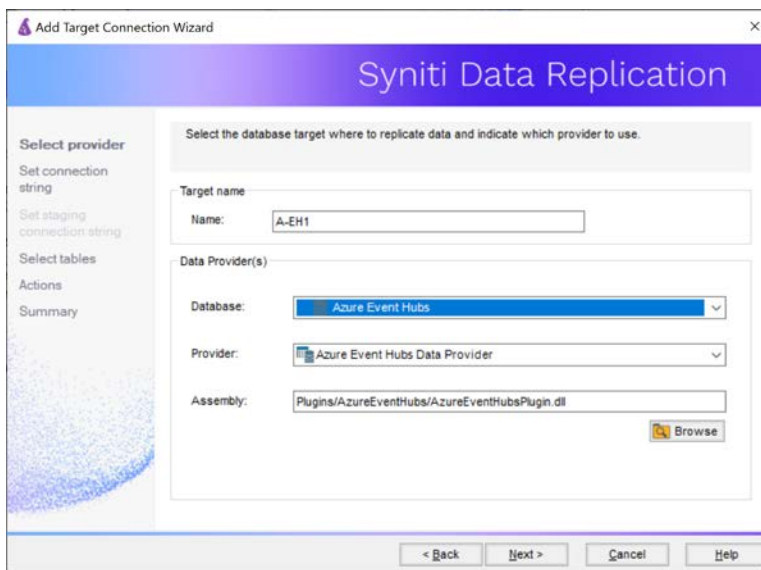 Add Target Connection Wizard
Syniti Data Replication
Select provider
Set connection
string
Set staging
connection string
Select tables
Actions
Summary
Select the database target where to replicate data and indicate which provider to use.
Target name
Name: A-EH1
Data Provider(s)
Database: Azure Event Hubs
Provider: Azure Event Hubs Data Provider
Assembly: Plugins/AzureEventHubs/AzureEventHubsPlugin.dll
Browse
< Back Next > Cancel Help